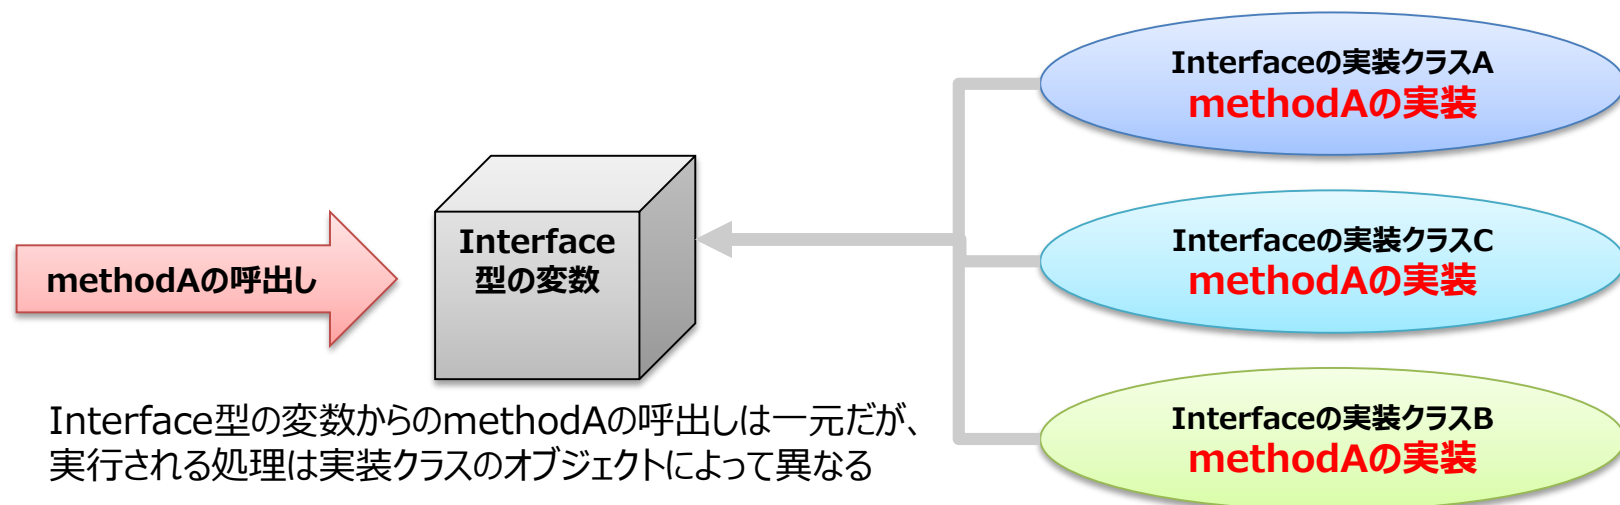 methodAの呼出し
Interface
型の変数
Interface型の変数からのmethodAの呼出しは一元だが、
実行される処理は実装クラスのオブジェクトによって異なる
Interfaceの実装クラスA
methodAの実装
Interfaceの実装クラスC
methodAの実装
Interfaceの実装クラスB
methodAの実装